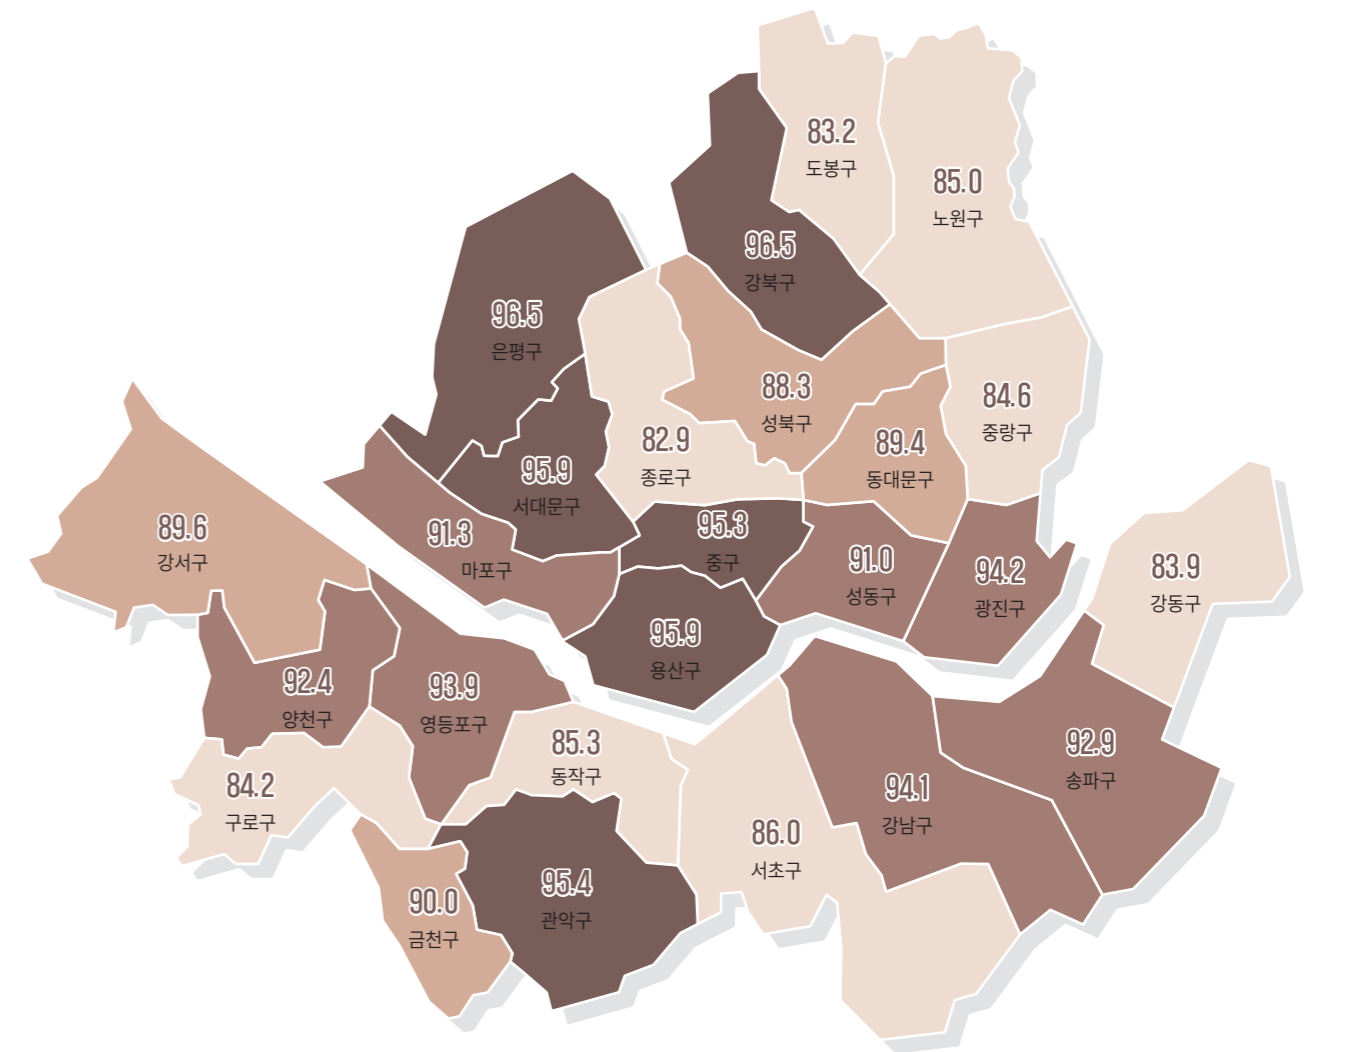 83.2
도봉구
85.0
노원구
96.5
강북구
96.5
은평구
88.3
성북구
84.6
중랑구
82.9
종로구
89.4
동대문구
95.9
서대문구
89.6
강서구
91.3
마포구
95.3
중구
91.0
성동구
94.2
광진구
83.9
강동구
95.9
용산구
92.4
양천구
93.9
영등포구
85.3
동작구
92.9
송파구
84.2
구로구
94.1
강남구
86.0
서초구
90.0
금천구
95.4
관악구